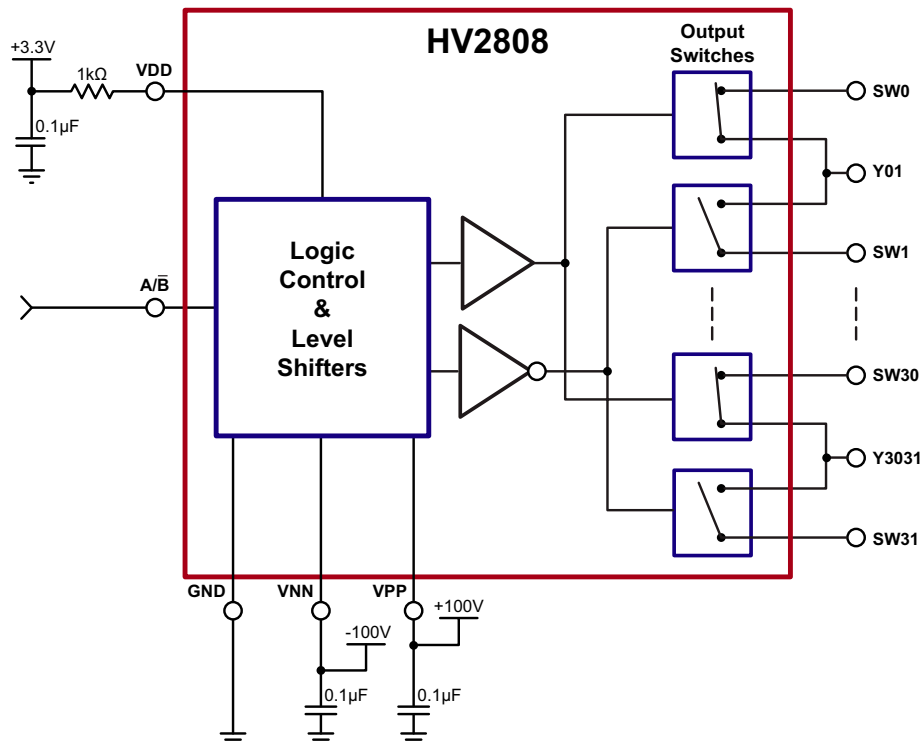 HV2808
Output
Switches
+3.3V
1kΩ
VDD
0.1µF
SW0
Y01
SW1
A/B̅
Logic
Control
&
Level
Shifters
SW30
Y3031
SW31
GND
VNN
VPP
-100V
+100V
0.1µF
0.1µF